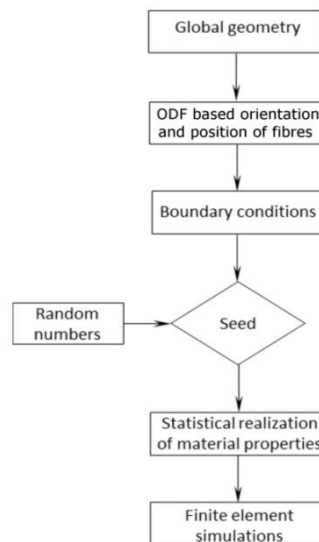 Global geometry
ODF based orientation
and position of fibres
Boundary conditions
Random
numbers
Seed
Statistical realization
of material properties
Finite element
simulations